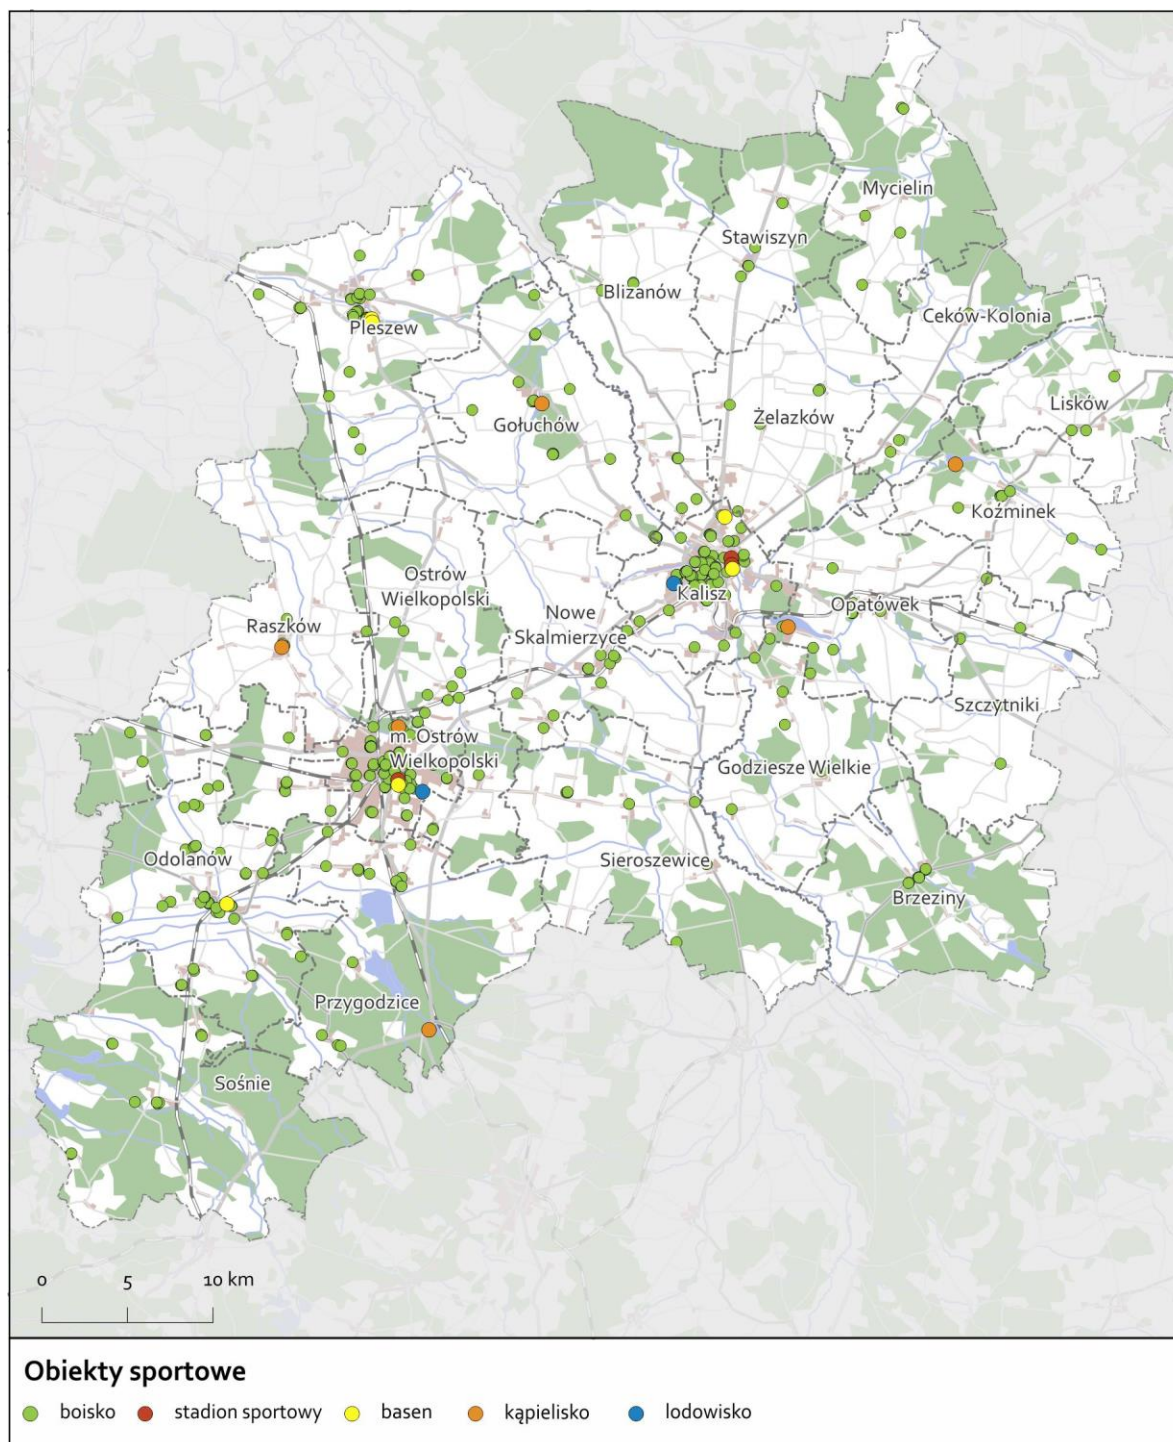 Mycielin
Stawiszyn
Blizanów
Ceków-Kolonia
Pleszew
Lisków
Gołuchów
Żelazków
Koźminek
Ostrów
Wielkopolski
Kalisz
Opatówek
Nowe
Skalmierzyce
Raszków
Szczytniki
m. Ostrów
Wielkopolski
Godziesze Wielkie
Odolanów
Sieroszewice
Brzeziny
Przygodzice
Sośnie
0 5 10 km
Obiekty sportowe
boisko stadion sportowy basen kąpielisko lodowisko